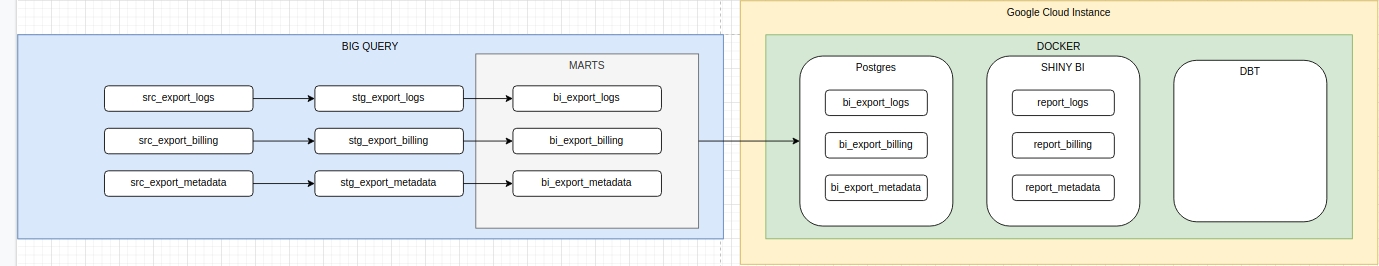 Google Cloud Instance
BIG QUERY
MARTS
src_export_logs
stg_export_logs
bi_export_logs
src_export_billing
stg_export_billing
bi_export_billing
src_export_metadata
stg_export_metadata
bi_export_metadata
DOCKER
Postgres
bi_export_logs
bi_export_billing
bi_export_metadata
SHINY BI
report_logs
report_billing
report_metadata
DBT